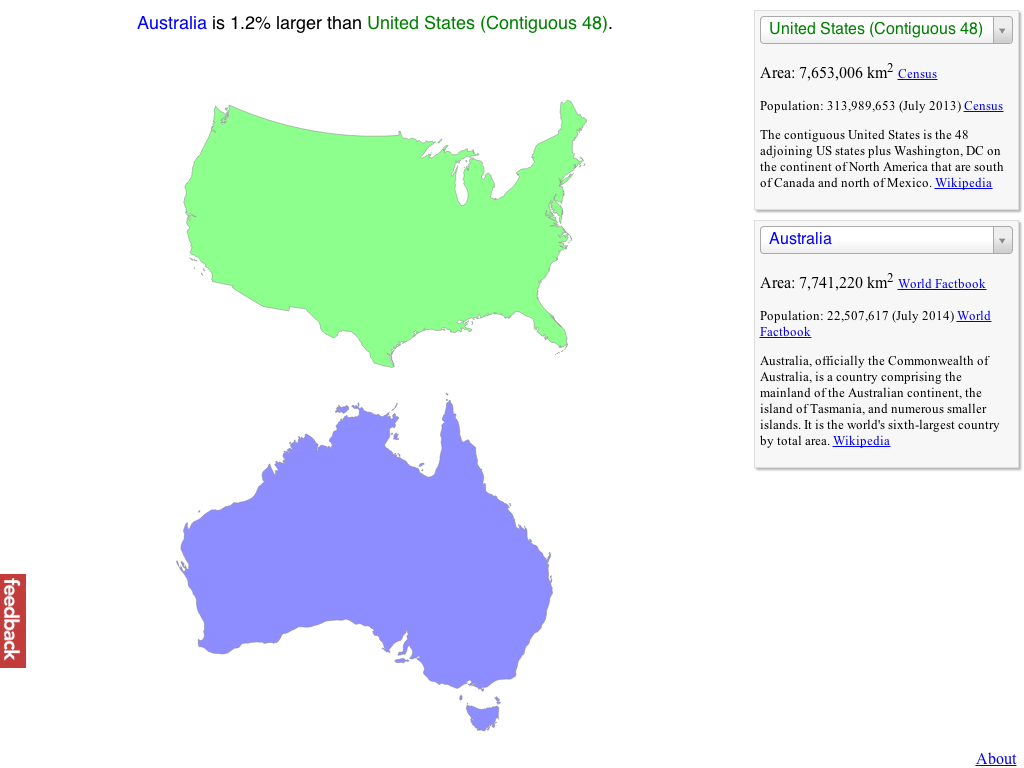 Australia is 1.2% larger than United States (Contiguous 48).
United States (Contiguous 48)
Area: 7,653,006 km2 Census
Population: 313,989,653 (July 2013) Census
The contiguous United States is the 48
adjoining US states plus Washington, DC on
the continent of North America that are south
of Canada and north of Mexico. Wikipedia
Australia
Area: 7,741,220 km2 World Factbook
Population: 22,507,617 (July 2014) World
Factbook
Australia, officially the Commonwealth of
Australia, is a country comprising the
mainland of the Australian continent, the
island of Tasmania, and numerous smaller
islands. It is the world's sixth-largest country
by total area. Wikipedia
feedback
About